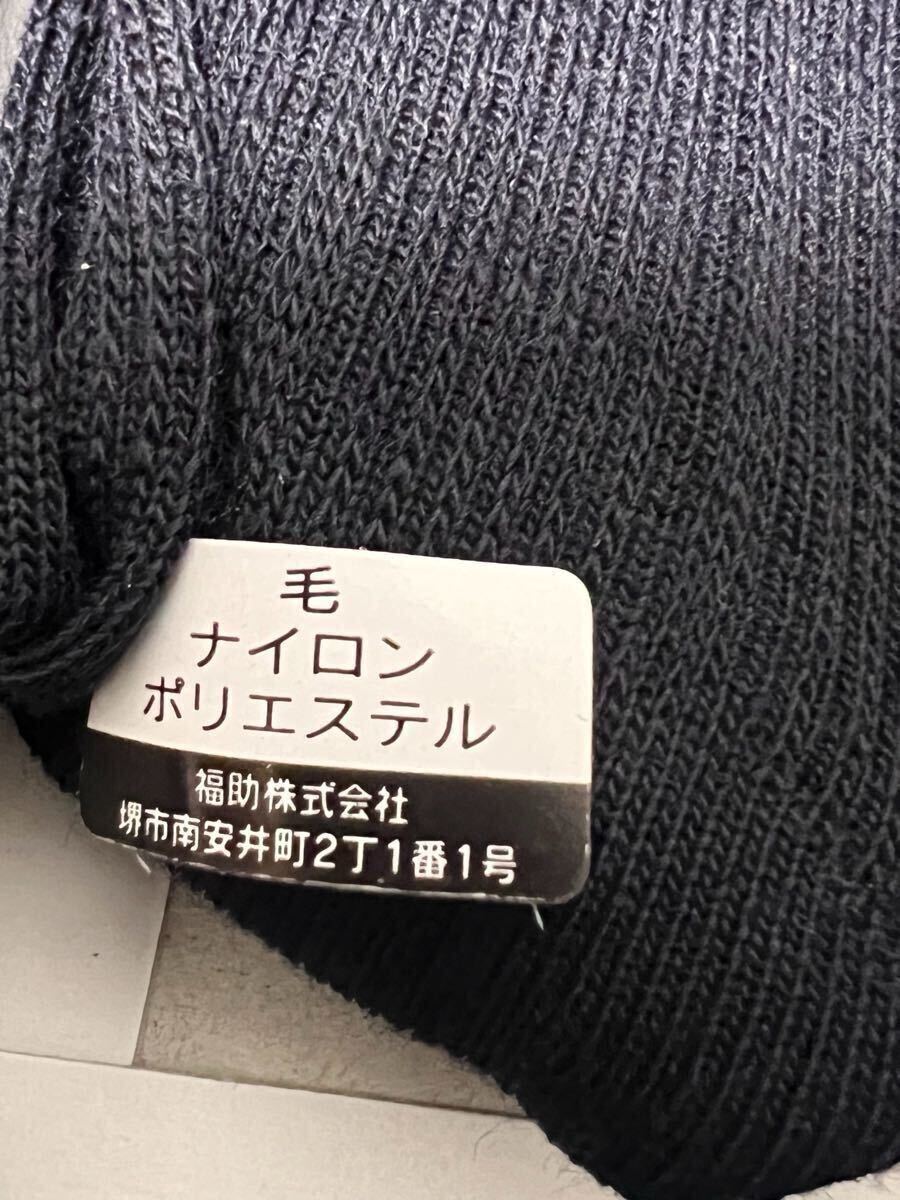 毛
ナイロン
ポリエステル
福助株式会社
堺市南安井町2丁1番1号